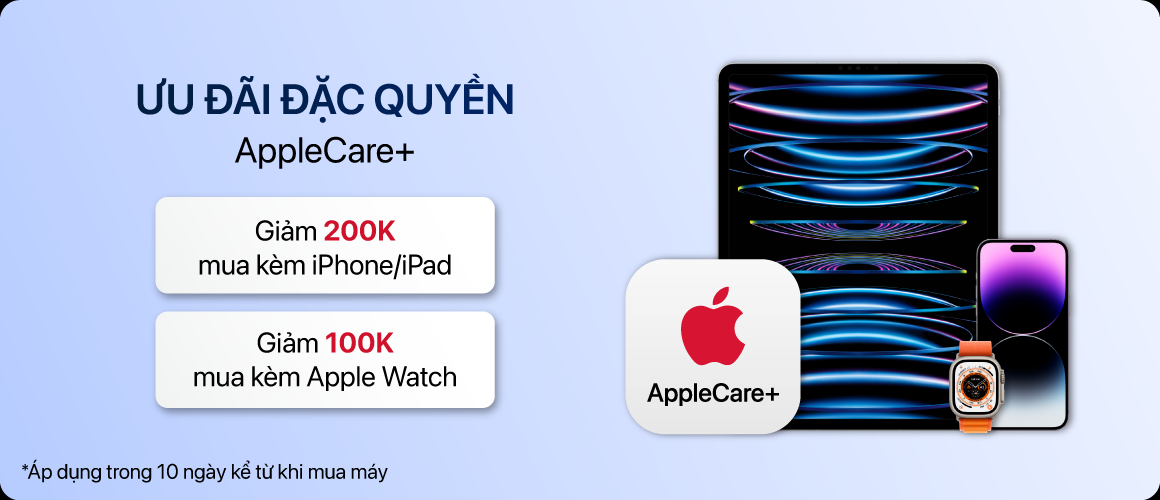 ƯU ĐÃI ĐẶC QUYỀN
AppleCare+
Giảm 200K
mua kèm iPhone/iPad
Giảm 100K
mua kèm Apple Watch
AppleCare+
*Áp dụng trong 10 ngày kể từ khi mua máy